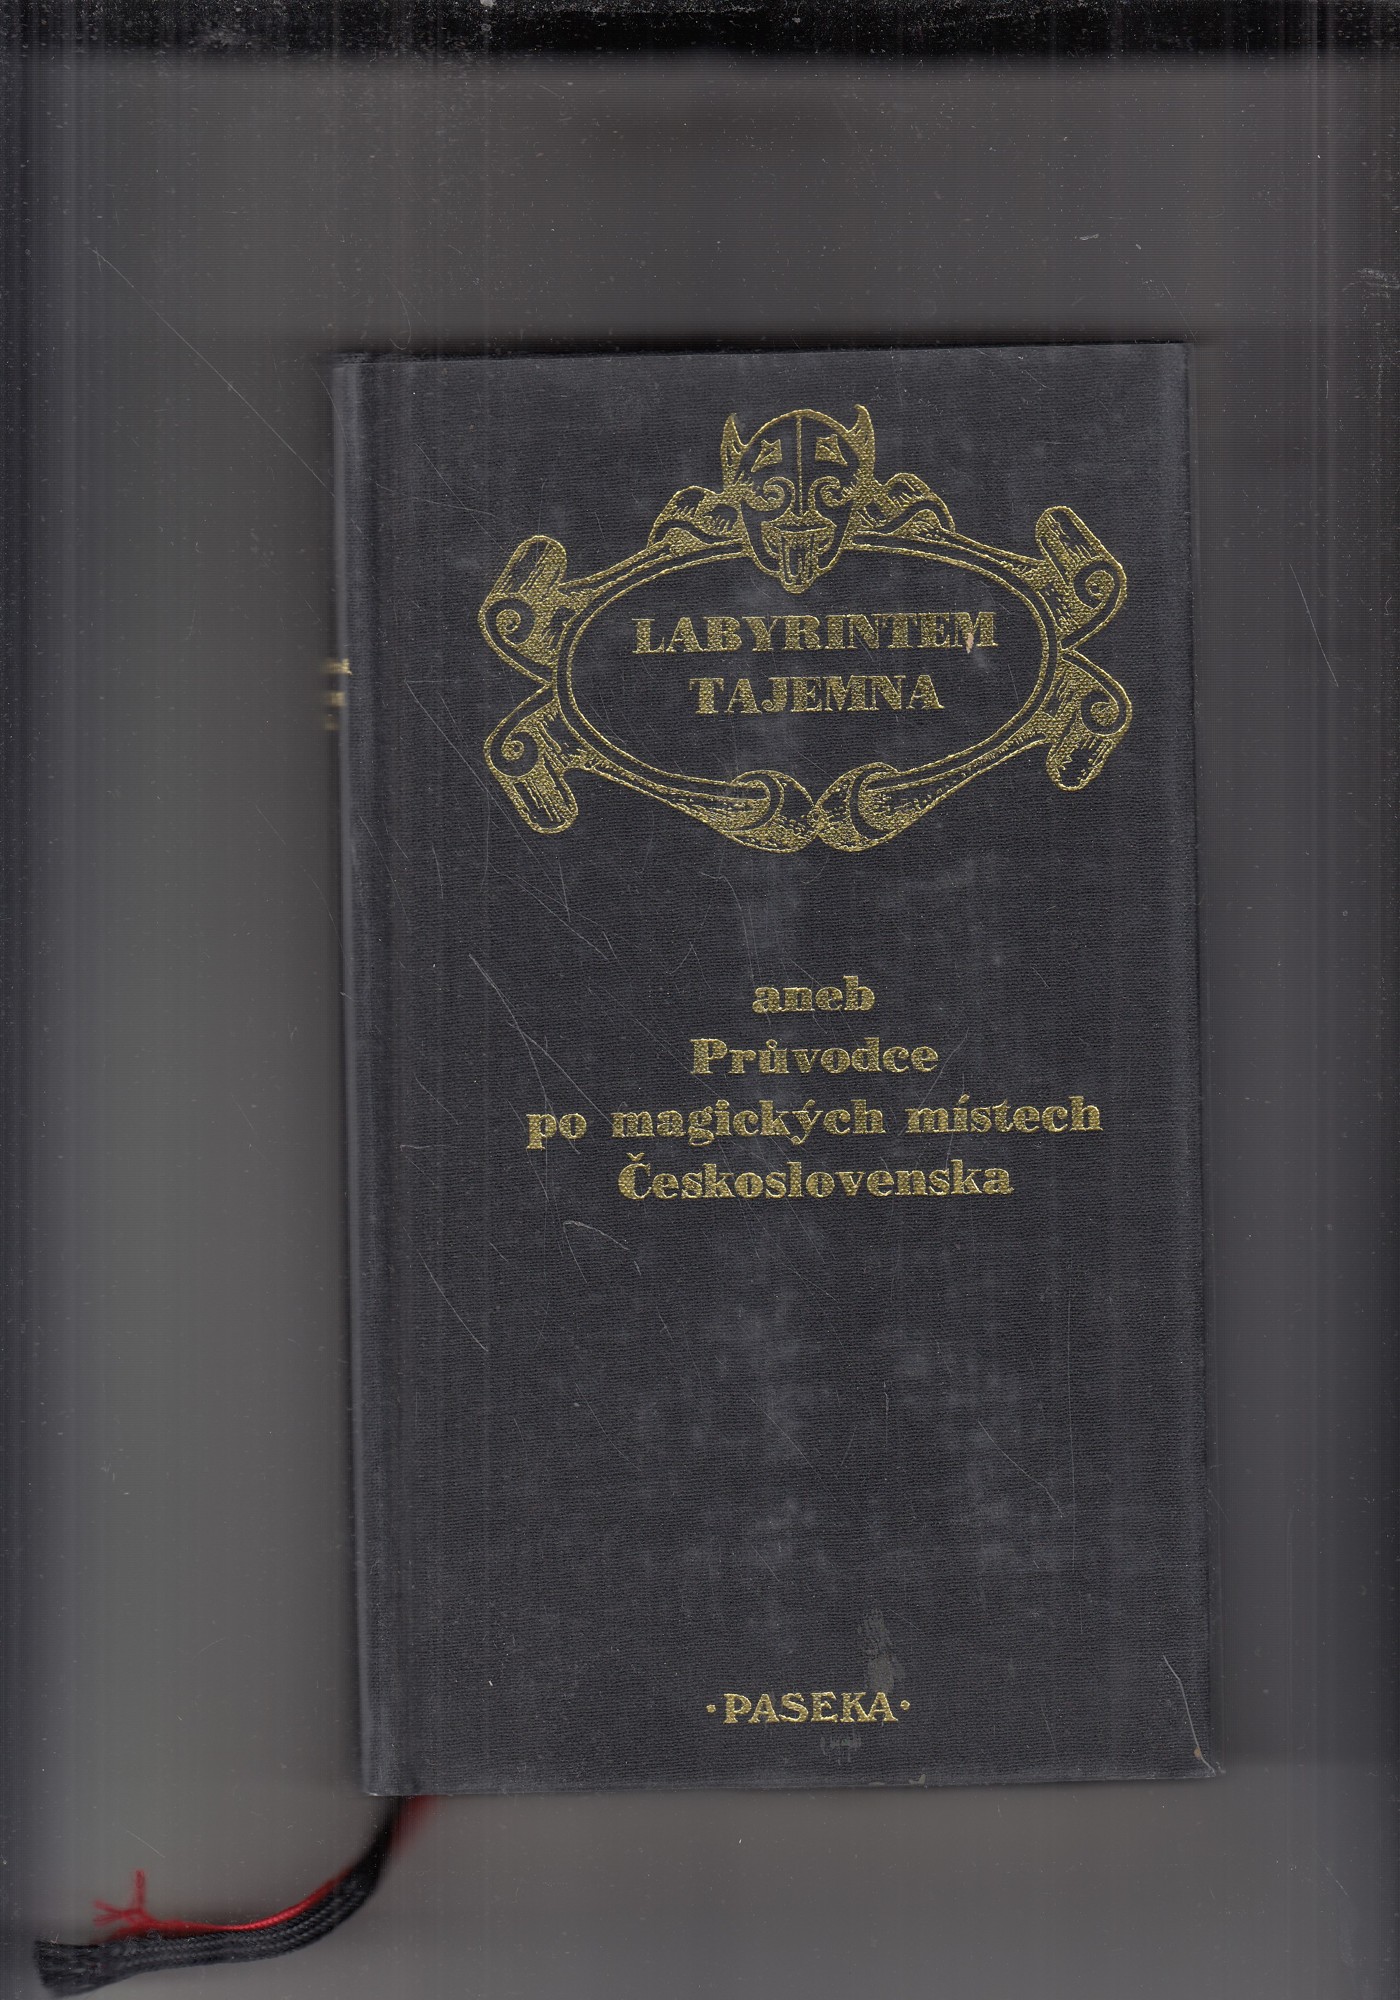 LABYRINTEM
TAJEMNA
aneb
Průvodce
po magických místech
Československa
·PASEKA·